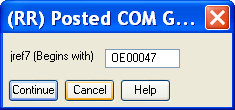 (RR) Posted COM G...
jref7 (Begins with) OE00047
Continue Cancel Help